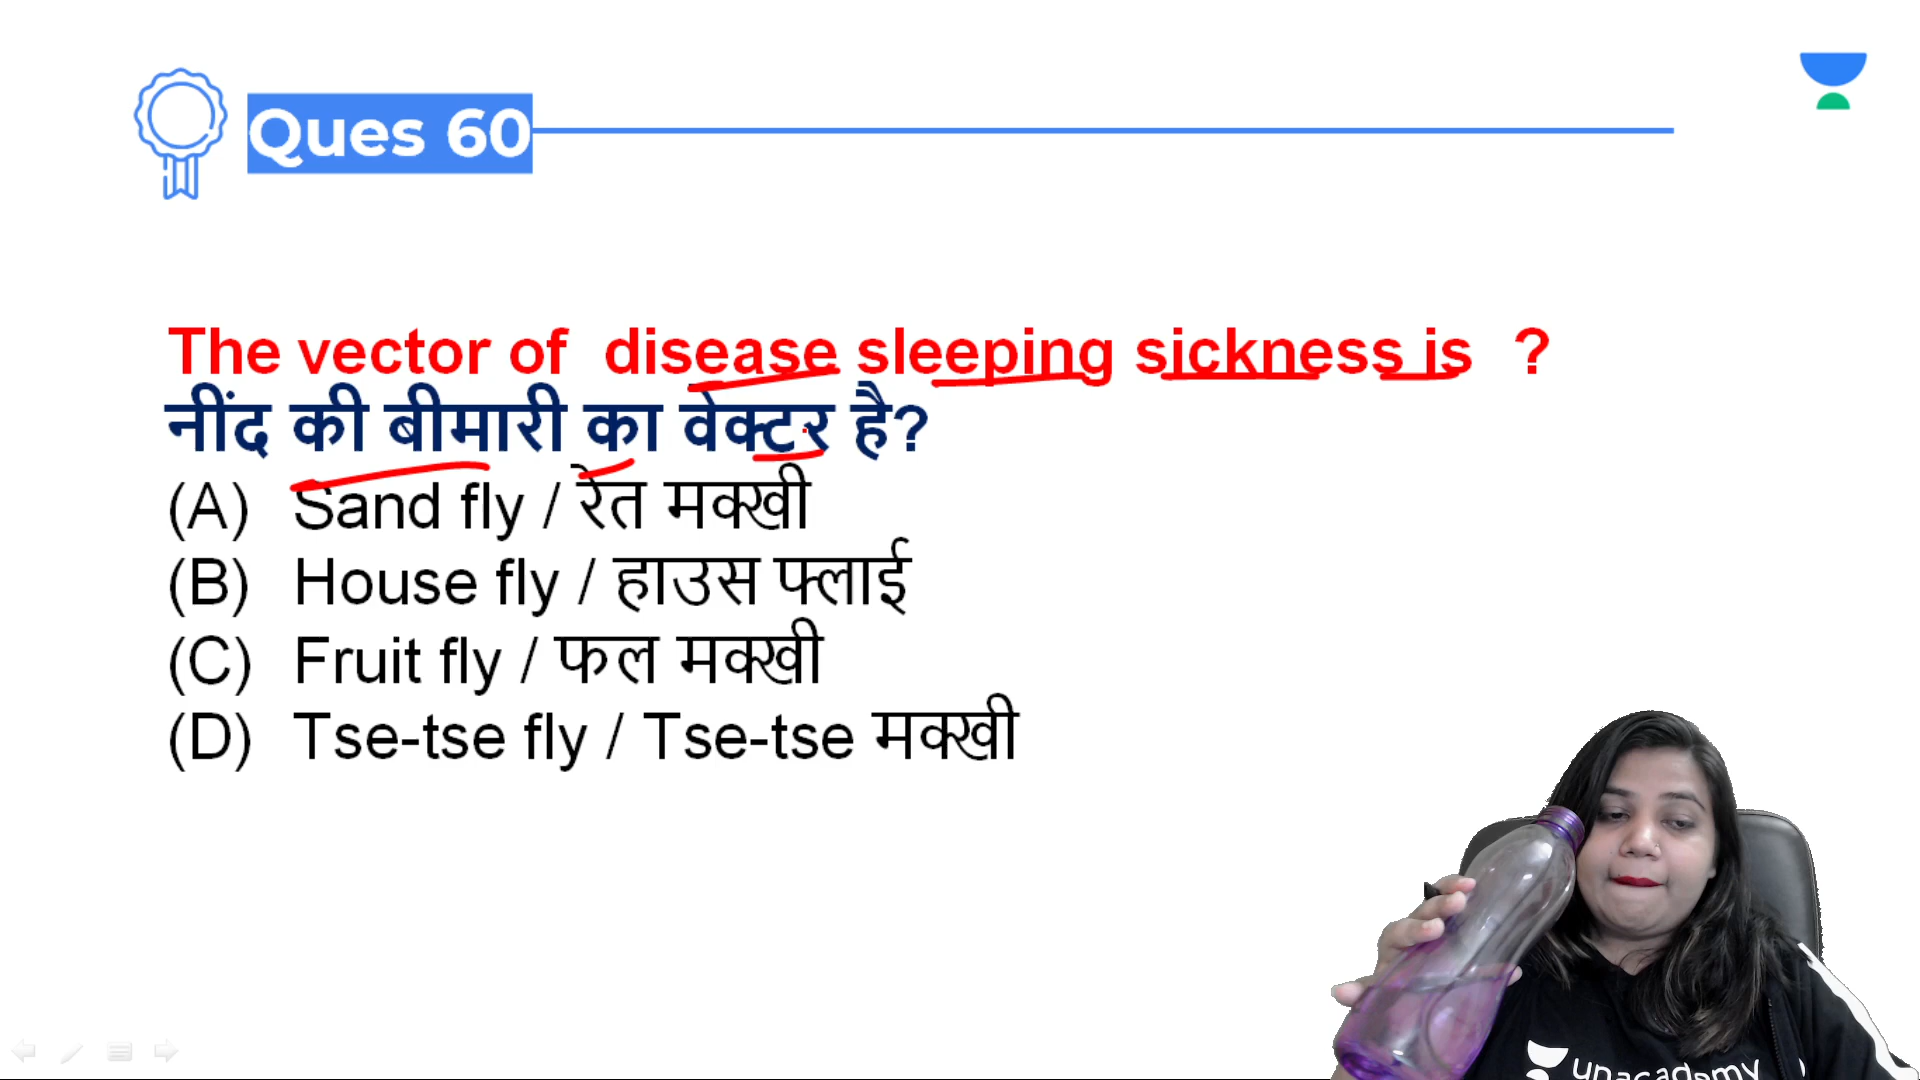 Ques 60
The vector of disease sleeping sickness is ?
नींद की बीमारी का वेक्टर है?
(A) Sand fly / रेत मक्खी
(B) House fly / हाउस फ्लाई
(C) Fruit fly / फल मक्खी
(D) Tse-tse fly / Tse-tse मक्खी
unacademy